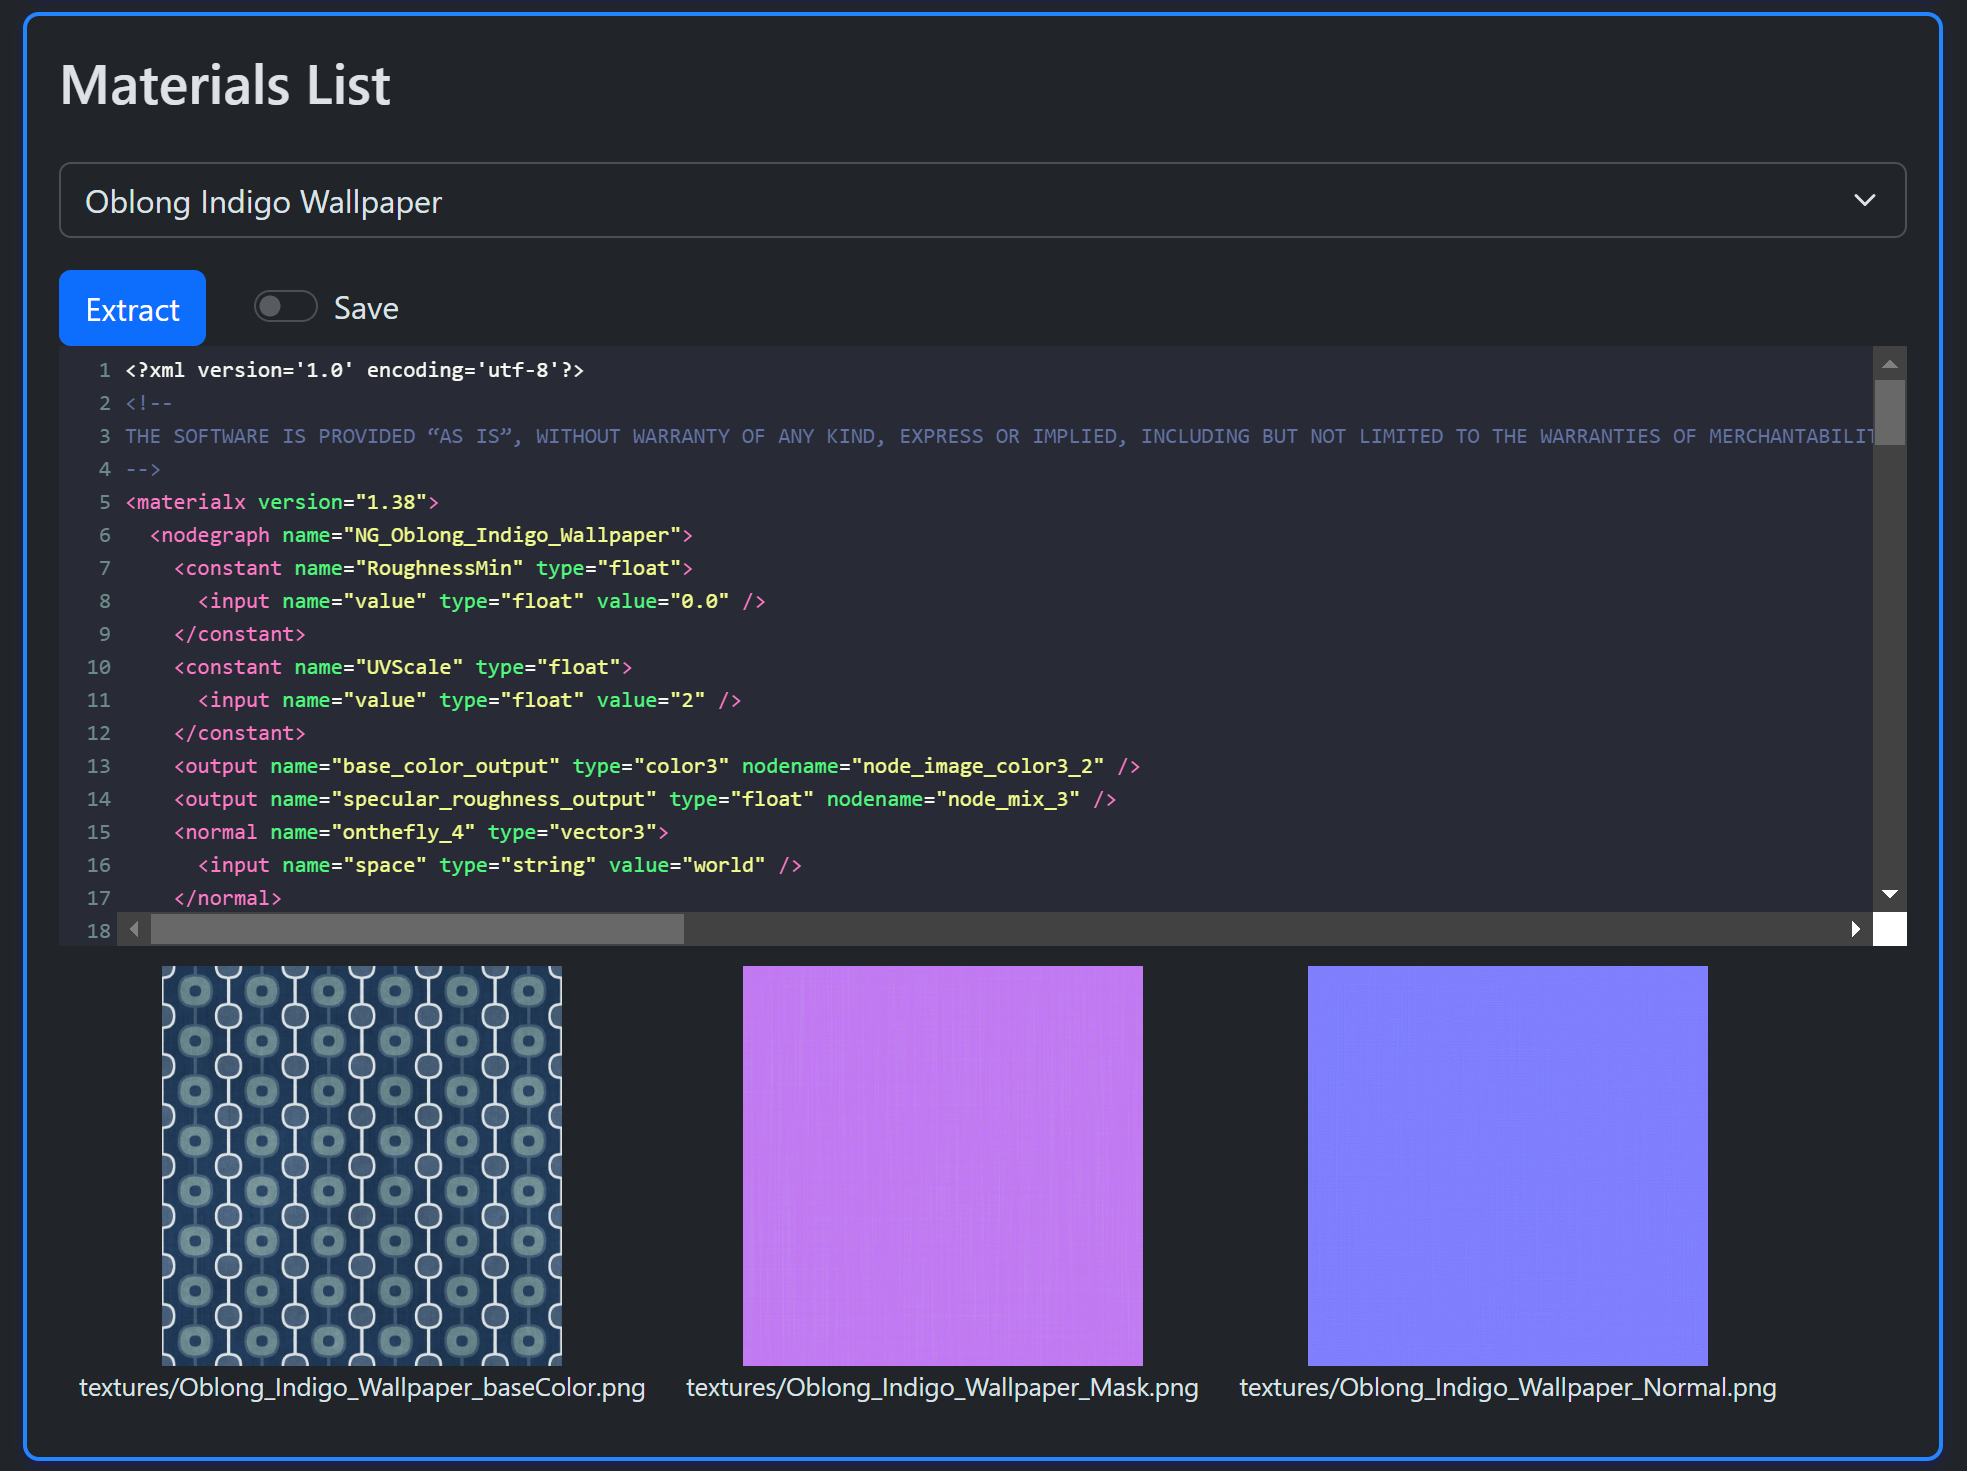 Materials List
Oblong Indigo Wallpaper
Extract Save
1 <?xml version='1.0' encoding='utf-8'?>
2 <!--
3 THE SOFTWARE IS PROVIDED “AS IS”, WITHOUT WARRANTY OF ANY KIND, EXPRESS OR IMPLIED, INCLUDING BUT NOT LIMITED TO THE WARRANTIES OF MERCHANTABILIT
4 -->
5 <materialx version="1.38">
6 <nodegraph name="NG_Oblong_Indigo_Wallpaper">
7 <constant name="RoughnessMin" type="float">
8 <input name="value" type="float" value="0.0" />
9 </constant>
10 <constant name="UVScale" type="float">
11 <input name="value" type="float" value="2" />
12 </constant>
13 <output name="base_color_output" type="color3" nodename="node_image_color3_2" />
14 <output name="specular_roughness_output" type="float" nodename="node_mix_3" />
15 <normal name="onthefly_4" type="vector3">
16 <input name="space" type="string" value="world" />
17 </normal>
18
textures/Oblong_Indigo_Wallpaper_baseColor.png textures/Oblong_Indigo_Wallpaper_Mask.png textures/Oblong_Indigo_Wallpaper_Normal.png